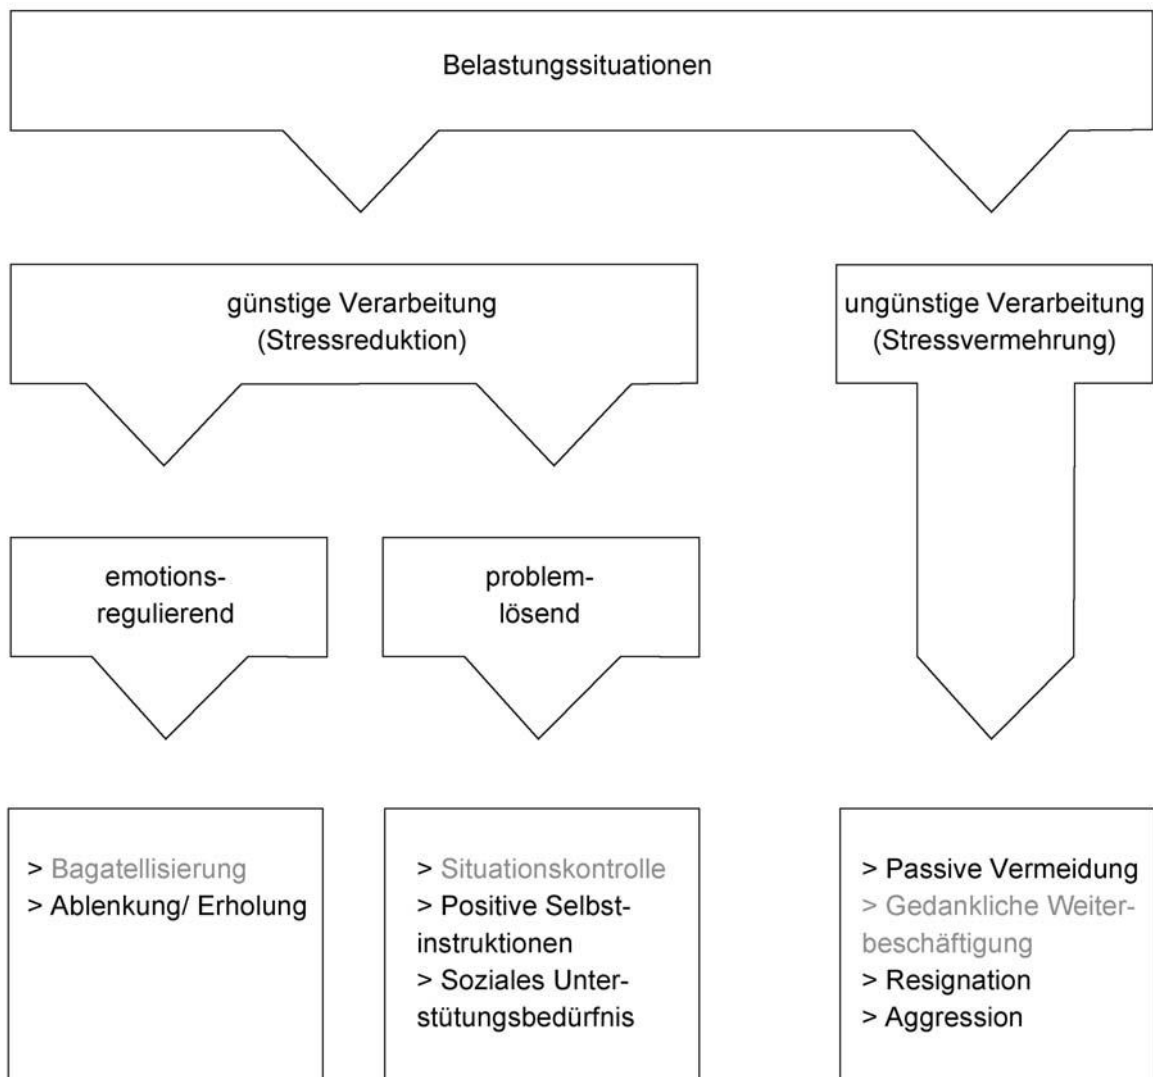 Belastungssituationen
günstige Verarbeitung
(Stressreduktion)
ungünstige Verarbeitung
(Stressvermehrung)
emotions-
regulierend
problem-
lösend
> Bagatellisierung
> Ablenkung/ Erholung
> Situationskontrolle
> Positive Selbst-
instruktionen
> Soziales Unter-
stütungsbedürfnis
> Passive Vermeidung
> Gedankliche Weiter-
beschäftigung
> Resignation
> Aggression